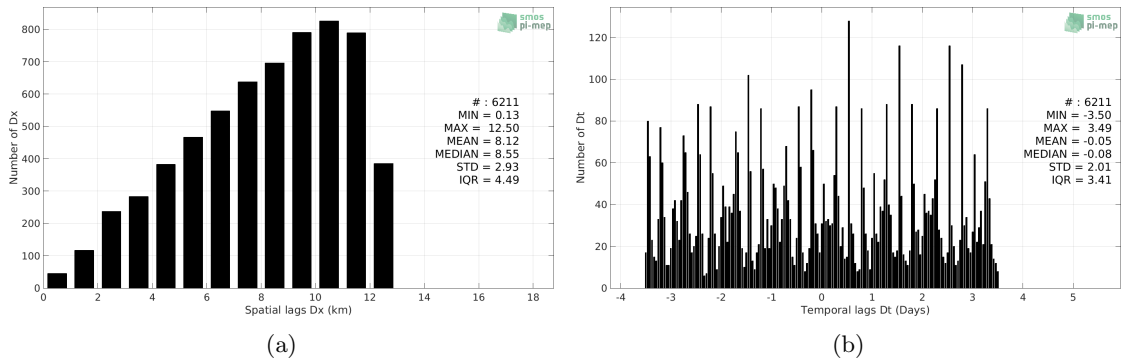 smos
pi-mep
800
700
600
500
400
300
200
100
0
Number of Dx
# : 6211
MIN = 0.13
MAX = 12.50
MEAN = 8.12
MEDIAN = 8.55
STD = 2.93
IQR = 4.49
0 2 4 6 8 10 12 14 16 18
Spatial lags Dx (km)
(a)
smos
pi-mep
120
100
80
60
40
20
0
Number of Dt
# : 6211
MIN = -3.50
MAX = 3.49
MEAN = -0.05
MEDIAN = -0.08
STD = 2.01
IQR = 3.41
-4 -3 -2 -1 0 1 2 3 4 5
Temporal lags Dt (Days)
(b)